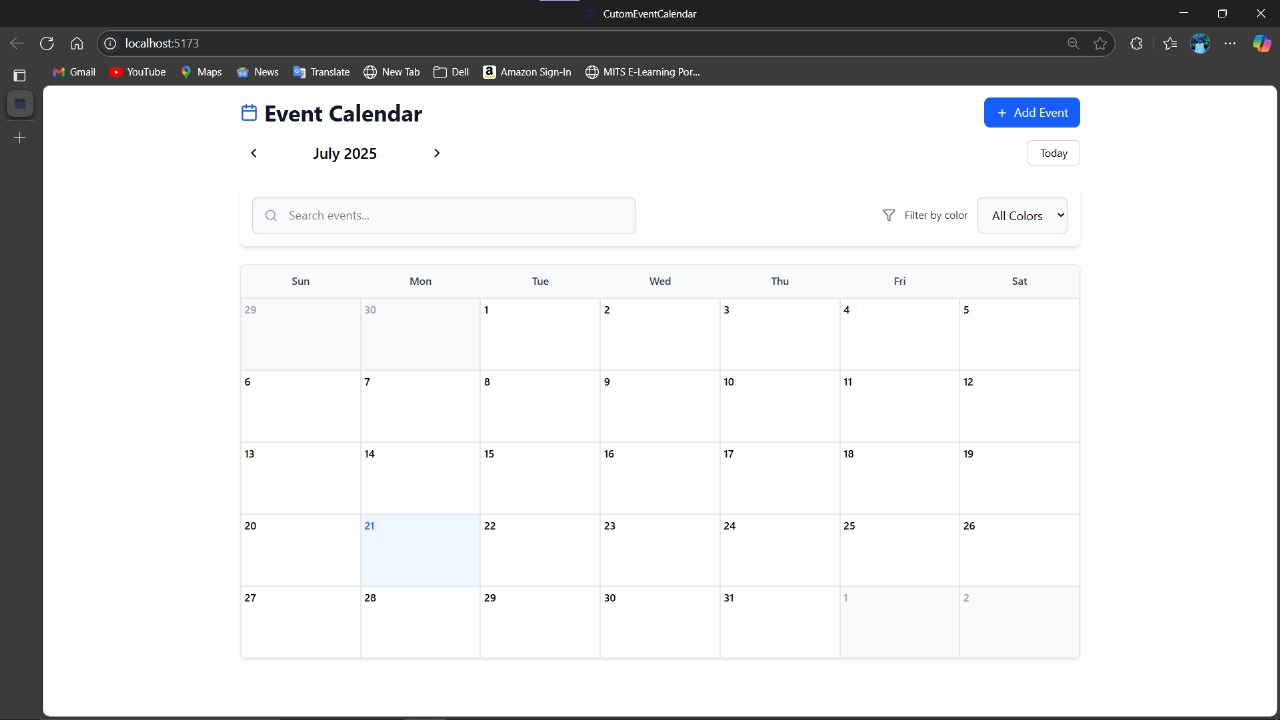 CutomEventCalendar
localhost:5173
Gmail YouTube Maps News Translate New Tab Dell Amazon Sign-In MITS E-Learning Por...
Event Calendar
+ Add Event
July 2025
Today
Search events...
Filter by color
All Colors
Sun Mon Tue Wed Thu Fri Sat
29 30 1 2 3 4 5
6 7 8 9 10 11 12
13 14 15 16 17 18 19
20 21 22 23 24 25 26
27 28 29 30 31 1 2